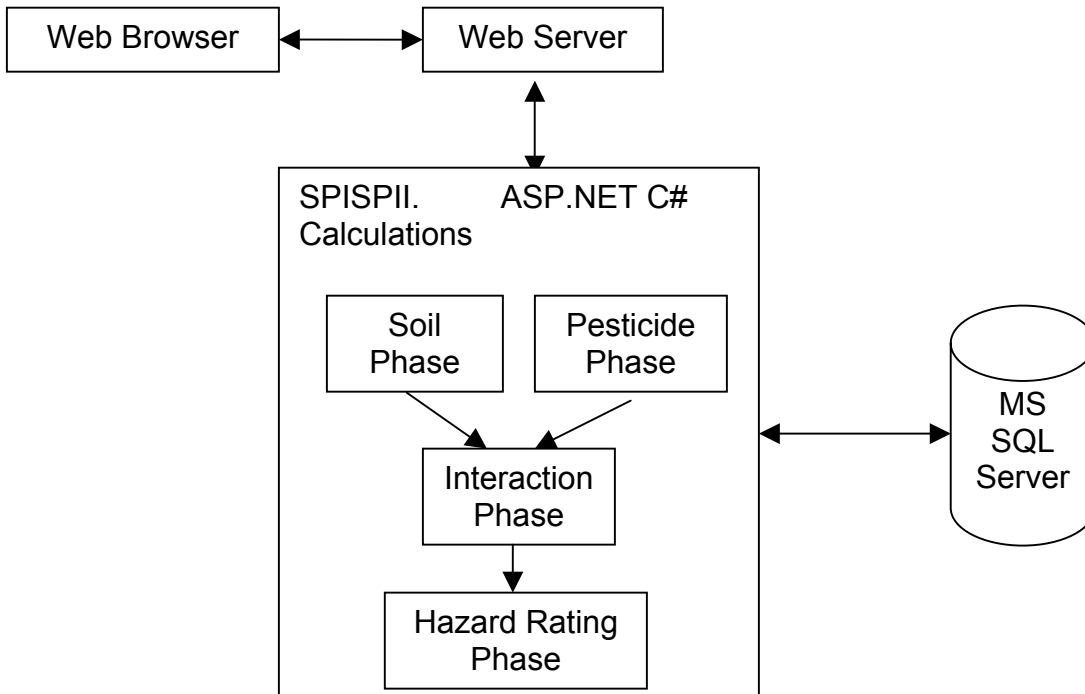 Web Browser
Web Server
SPISPII. ASP.NET C#
Calculations
Soil
Phase
Pesticide
Phase
Interaction
Phase
Hazard Rating
Phase
MS
SQL
Server